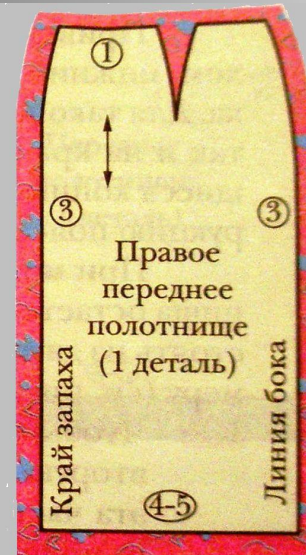 1
3
3
Правое
переднее
полотнище
(1 деталь)
Край запаха
Линия бока
4-5